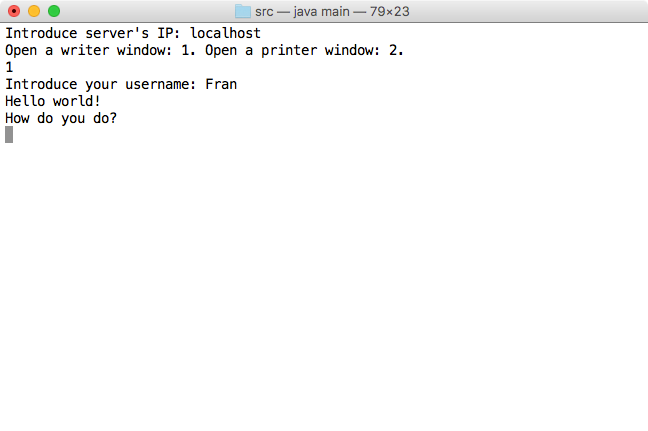 src — java main — 79×23
Introduce server's IP: localhost
Open a writer window: 1. Open a printer window: 2.
1
Introduce your username: Fran
Hello world!
How do you do?